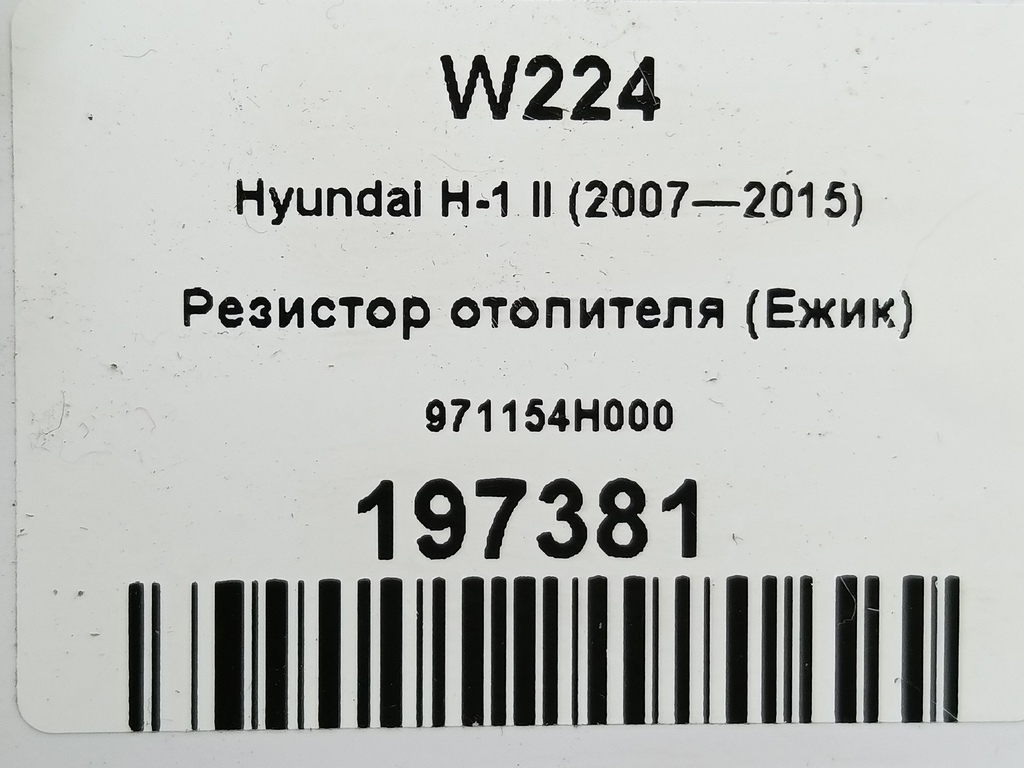 W224
Hyundai H-1 II (2007—2015)
Резистор отопителя (Ежик)
971154H000
197381